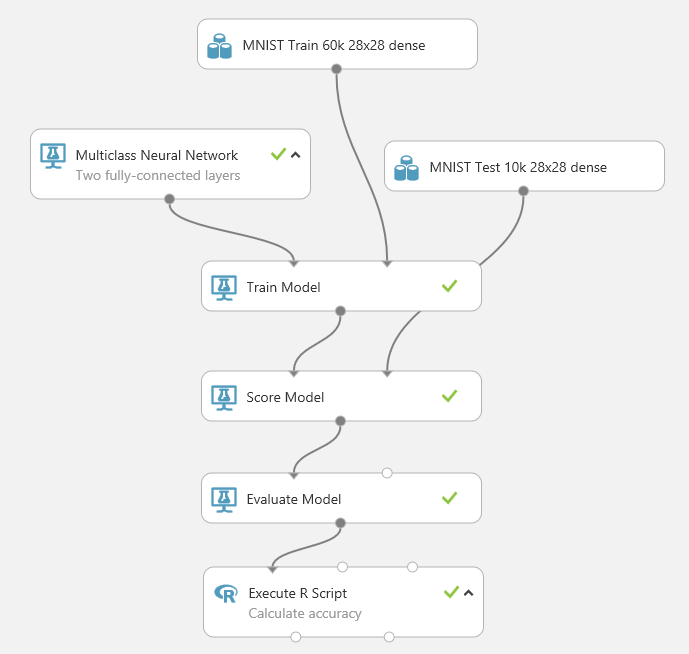 MNIST Train 60k 28x28 dense
Multiclass Neural Network
Two fully-connected layers
MNIST Test 10k 28x28 dense
Train Model
Score Model
Evaluate Model
R Execute R Script
Calculate accuracy